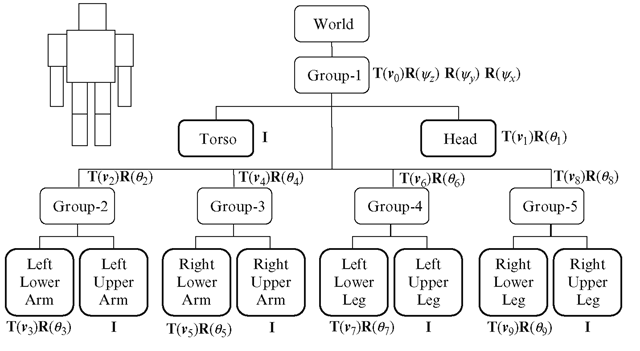 World
Group-1
T(v₀)R(ψz) R(ψy) R(ψx)
Torso
I
Head
T(v₁)R(θ₁)
T(v₂)R(θ₂)
T(v₄)R(θ₄)
T(v₆)R(θ₆)
T(v₈)R(θ₈)
Group-2
Group-3
Group-4
Group-5
Left
Lower
Arm
Left
Upper
Arm
Right
Lower
Arm
Right
Upper
Arm
Left
Lower
Leg
Left
Upper
Leg
Right
Lower
Leg
Right
Upper
Leg
T(v₃)R(θ₃)
I
T(v₅)R(θ₅)
I
T(v₇)R(θ₇)
I
T(v₉)R(θ₉)
I